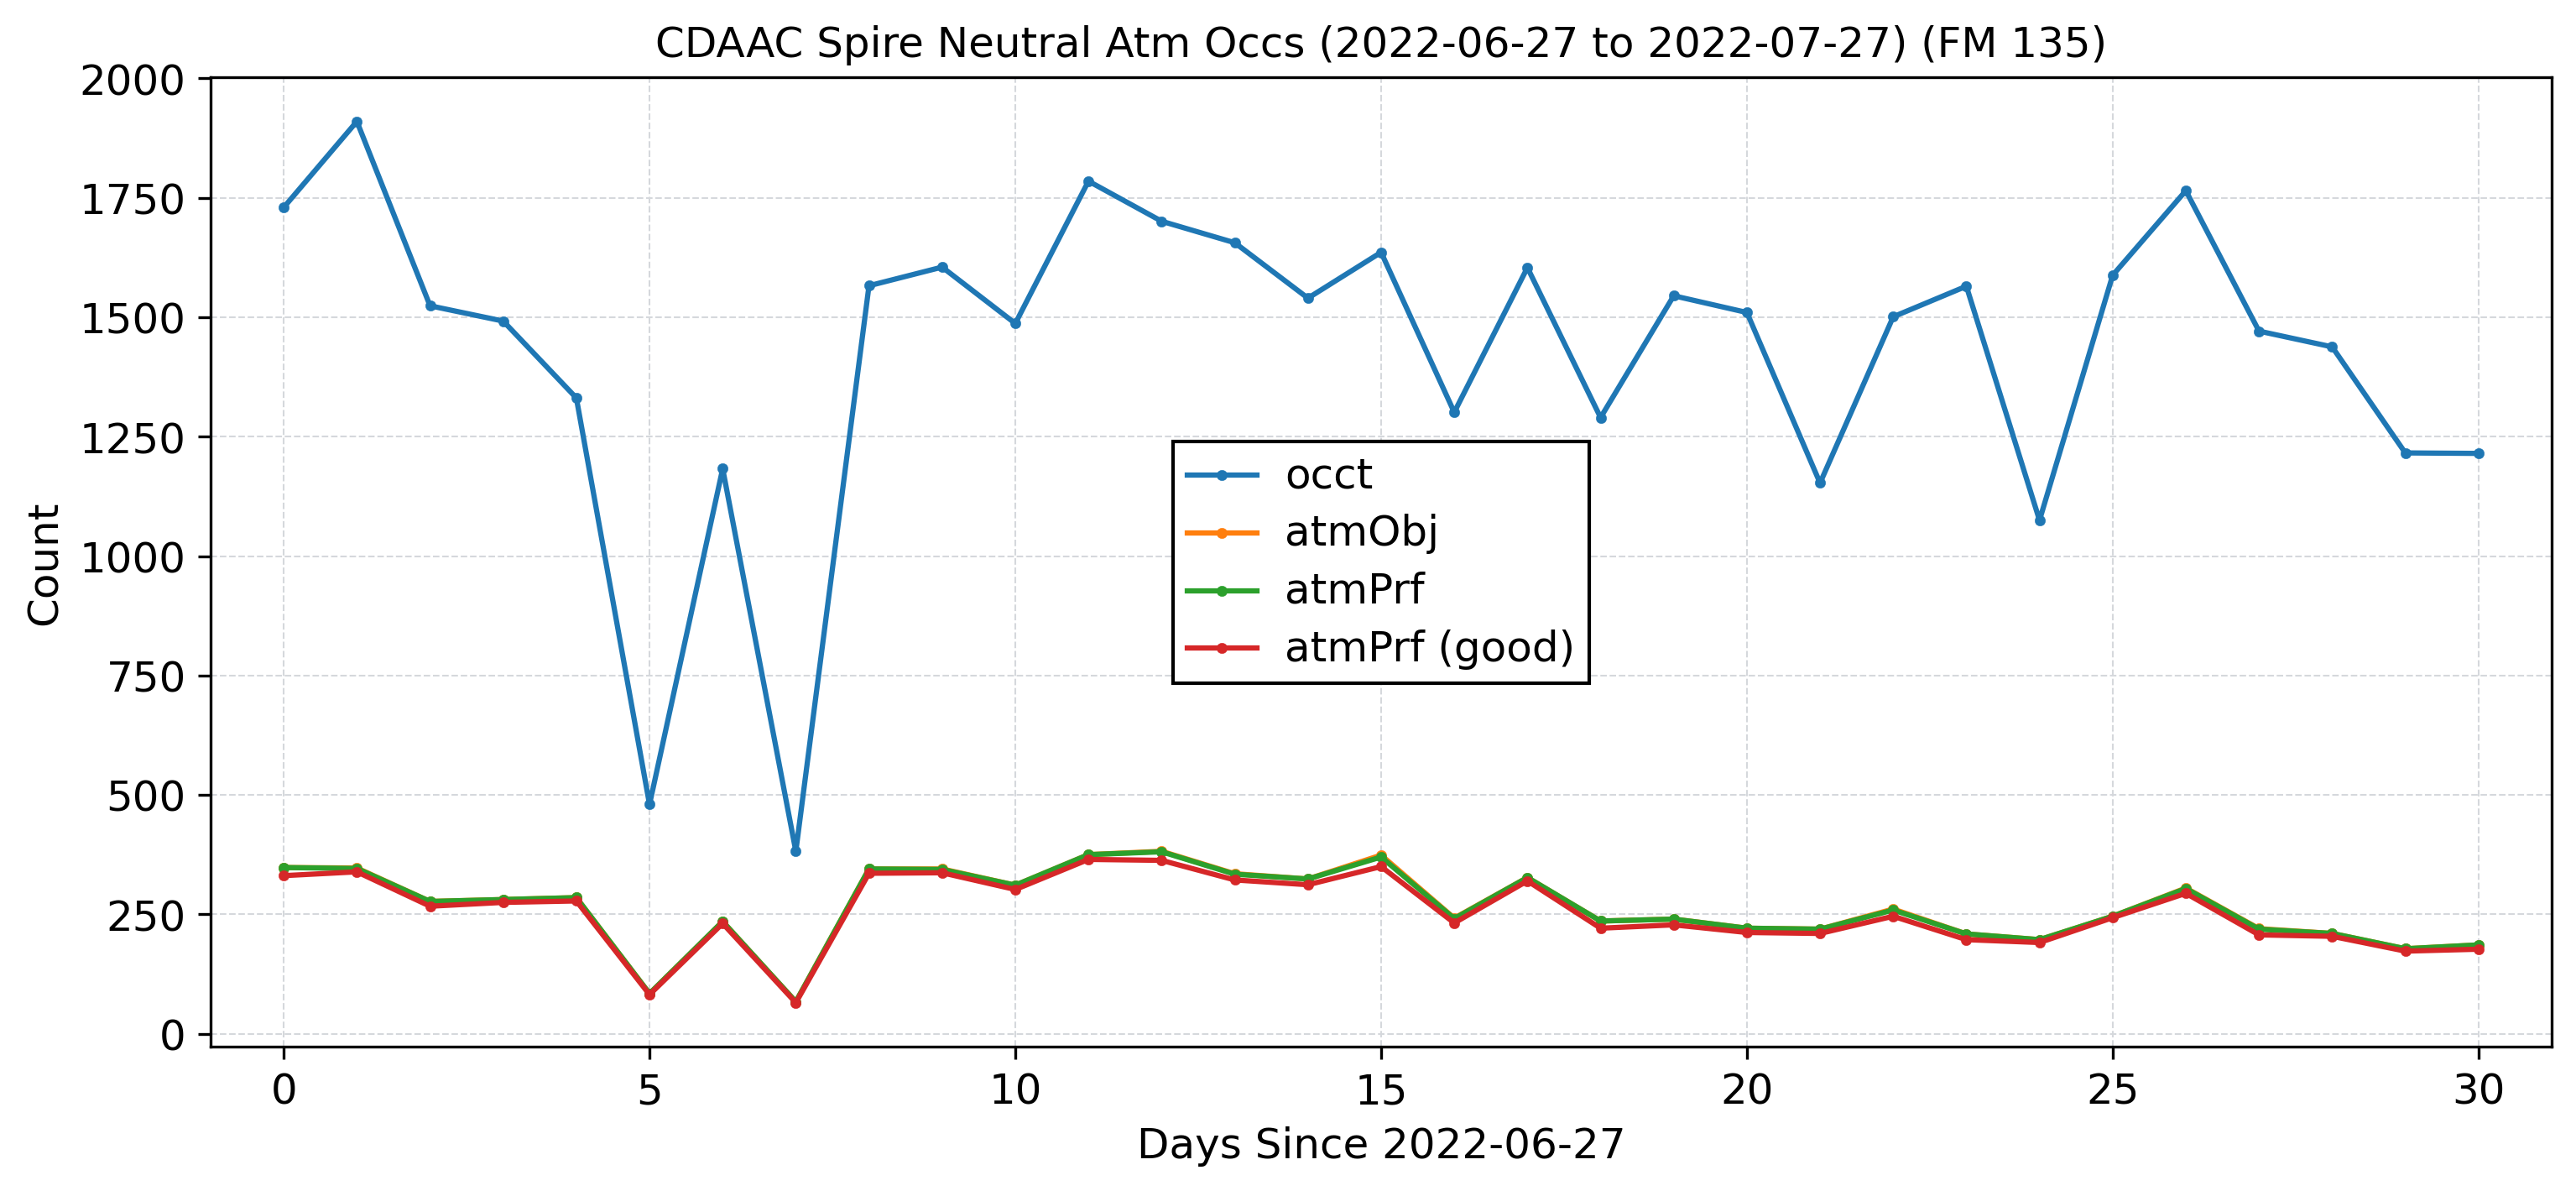 CDAAC Spire Neutral Atm Occs (2022-06-27 to 2022-07-27) (FM 135)
2000
1750
1500
1250
1000
750
500
250
0
Count
occt
atmObj
atmPrf
atmPrf (good)
0 5 10 15 20 25 30
Days Since 2022-06-27